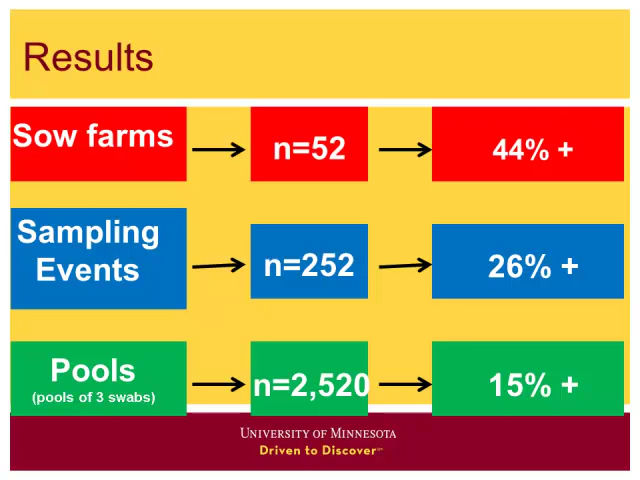 Results
Sow farms
n=52
44% +
Sampling
Events
n=252
26% +
Pools
(pools of 3 swabs)
n=2,520
15% +
UNIVERSITY OF MINNESOTA
Driven to Discover